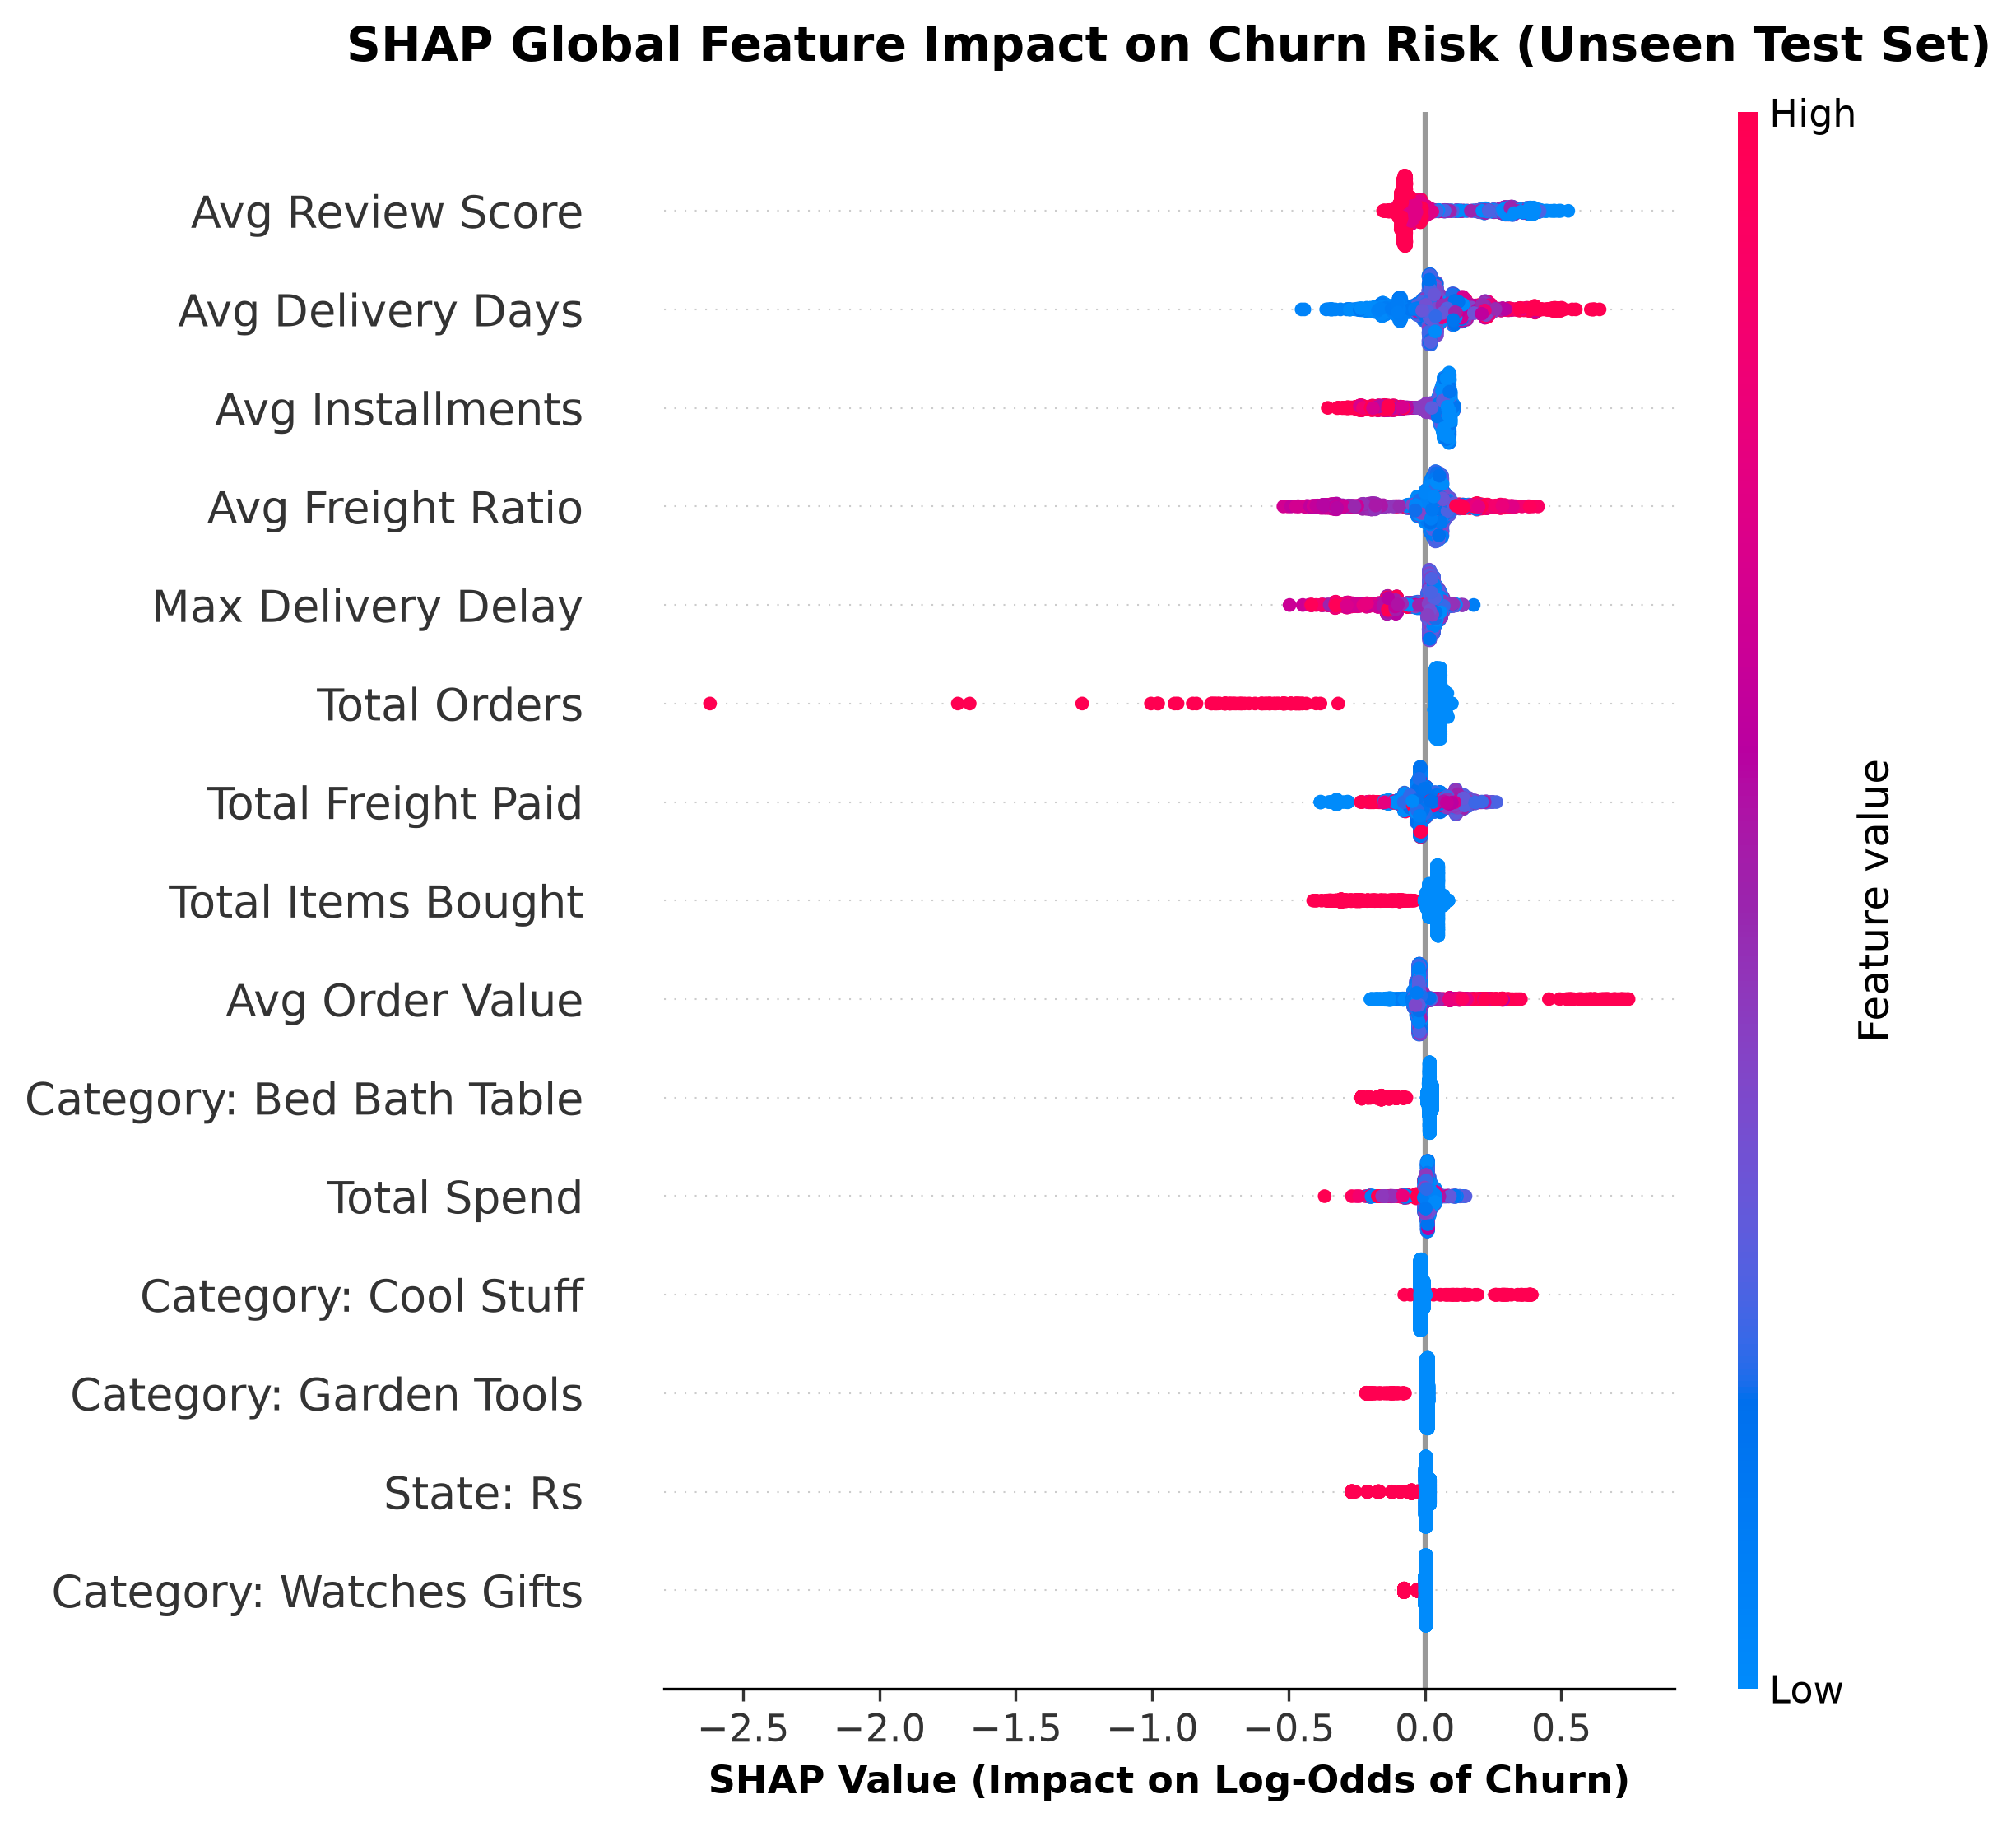 SHAP Global Feature Impact on Churn Risk (Unseen Test Set)
High
Avg Review Score
Avg Delivery Days
Avg Installments
Avg Freight Ratio
Max Delivery Delay
Total Orders
Total Freight Paid
Total Items Bought
Avg Order Value
Category: Bed Bath Table
Total Spend
Category: Cool Stuff
Category: Garden Tools
State: Rs
Category: Watches Gifts
Feature value
Low
−2.5 −2.0 −1.5 −1.0 −0.5 0.0 0.5
SHAP Value (Impact on Log-Odds of Churn)